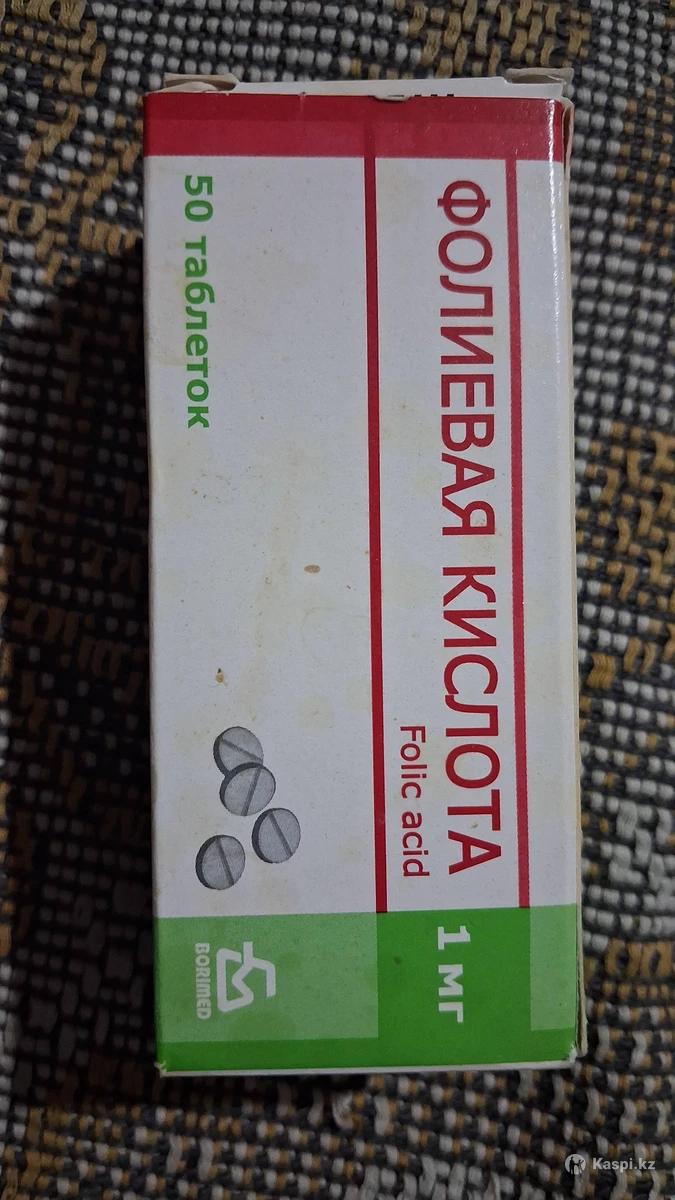 ФОЛИЕВАЯ КИСЛОТА
Folic acid
1 мг
50 таблеток
BORIMED
Kaspi.kz